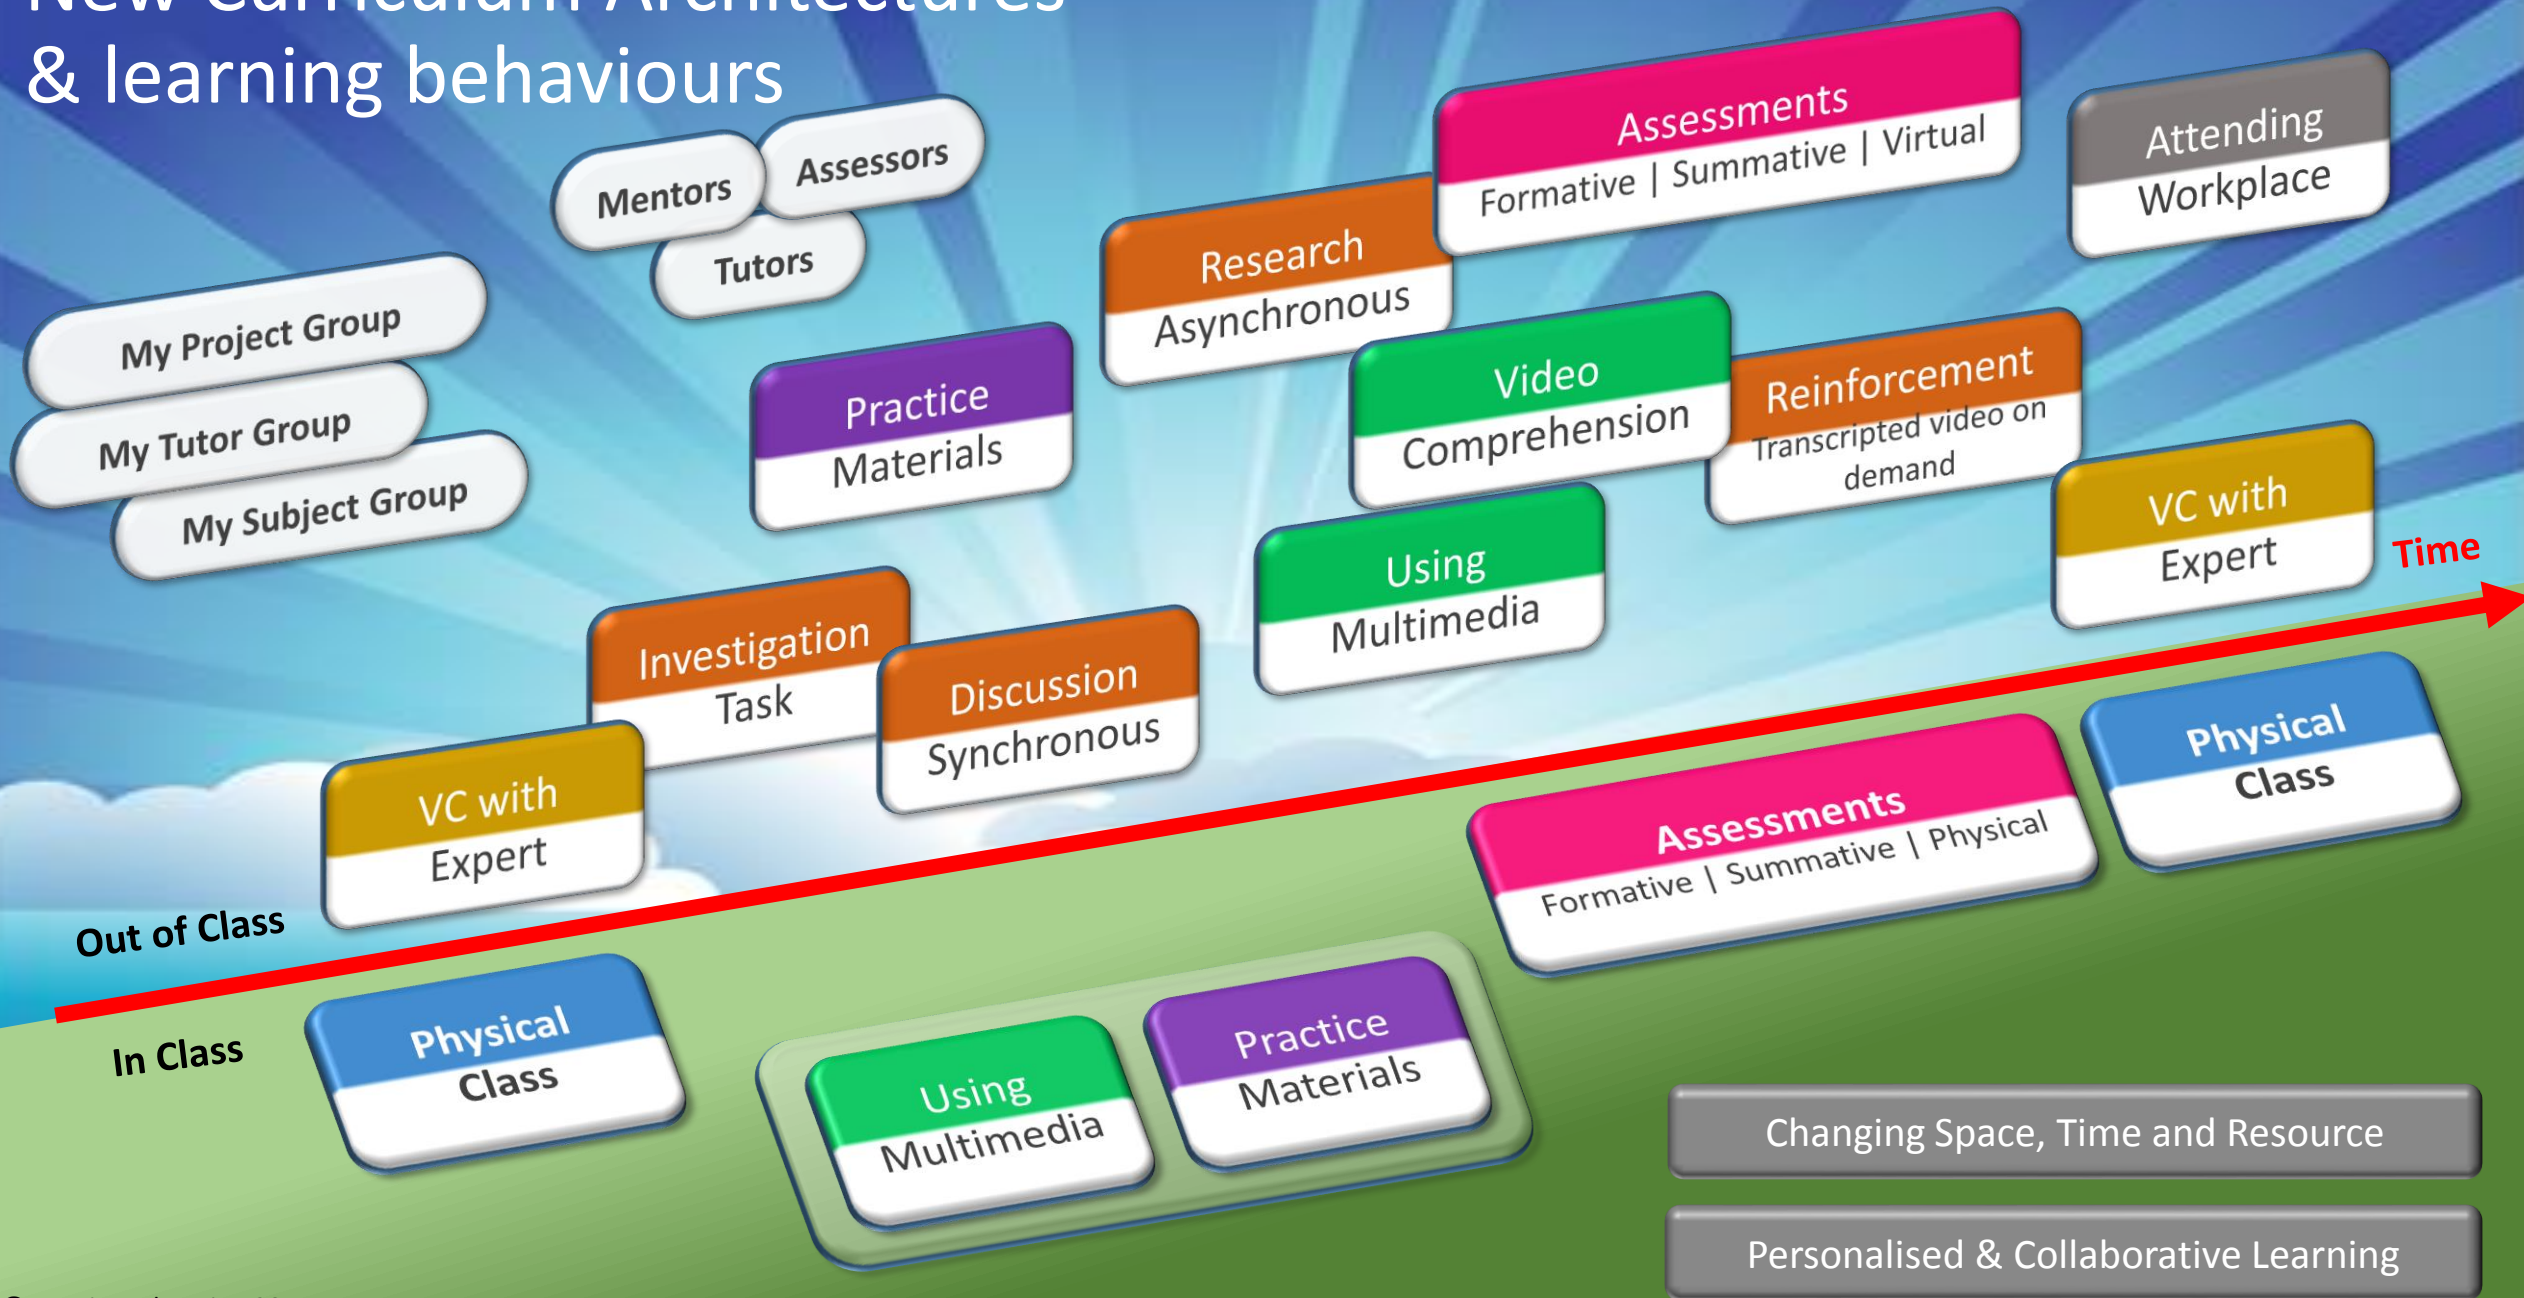 New Curriculum Architectures
& learning behaviours
Mentors
Assessors
Tutors
My Project Group
My Tutor Group
My Subject Group
Assessments
Formative | Summative | Virtual
Attending
Workplace
Research
Asynchronous
Practice
Materials
Video
Comprehension
Reinforcement
Transcripted video on
demand
VC with
Expert
Using
Multimedia
Time
Investigation
Task
Discussion
Synchronous
VC with
Expert
Out of Class
In Class
Physical
Class
Using
Multimedia
Practice
Materials
Assessments
Formative | Summative | Physical
Physical
Class
Changing Space, Time and Resource
Personalised & Collaborative Learning